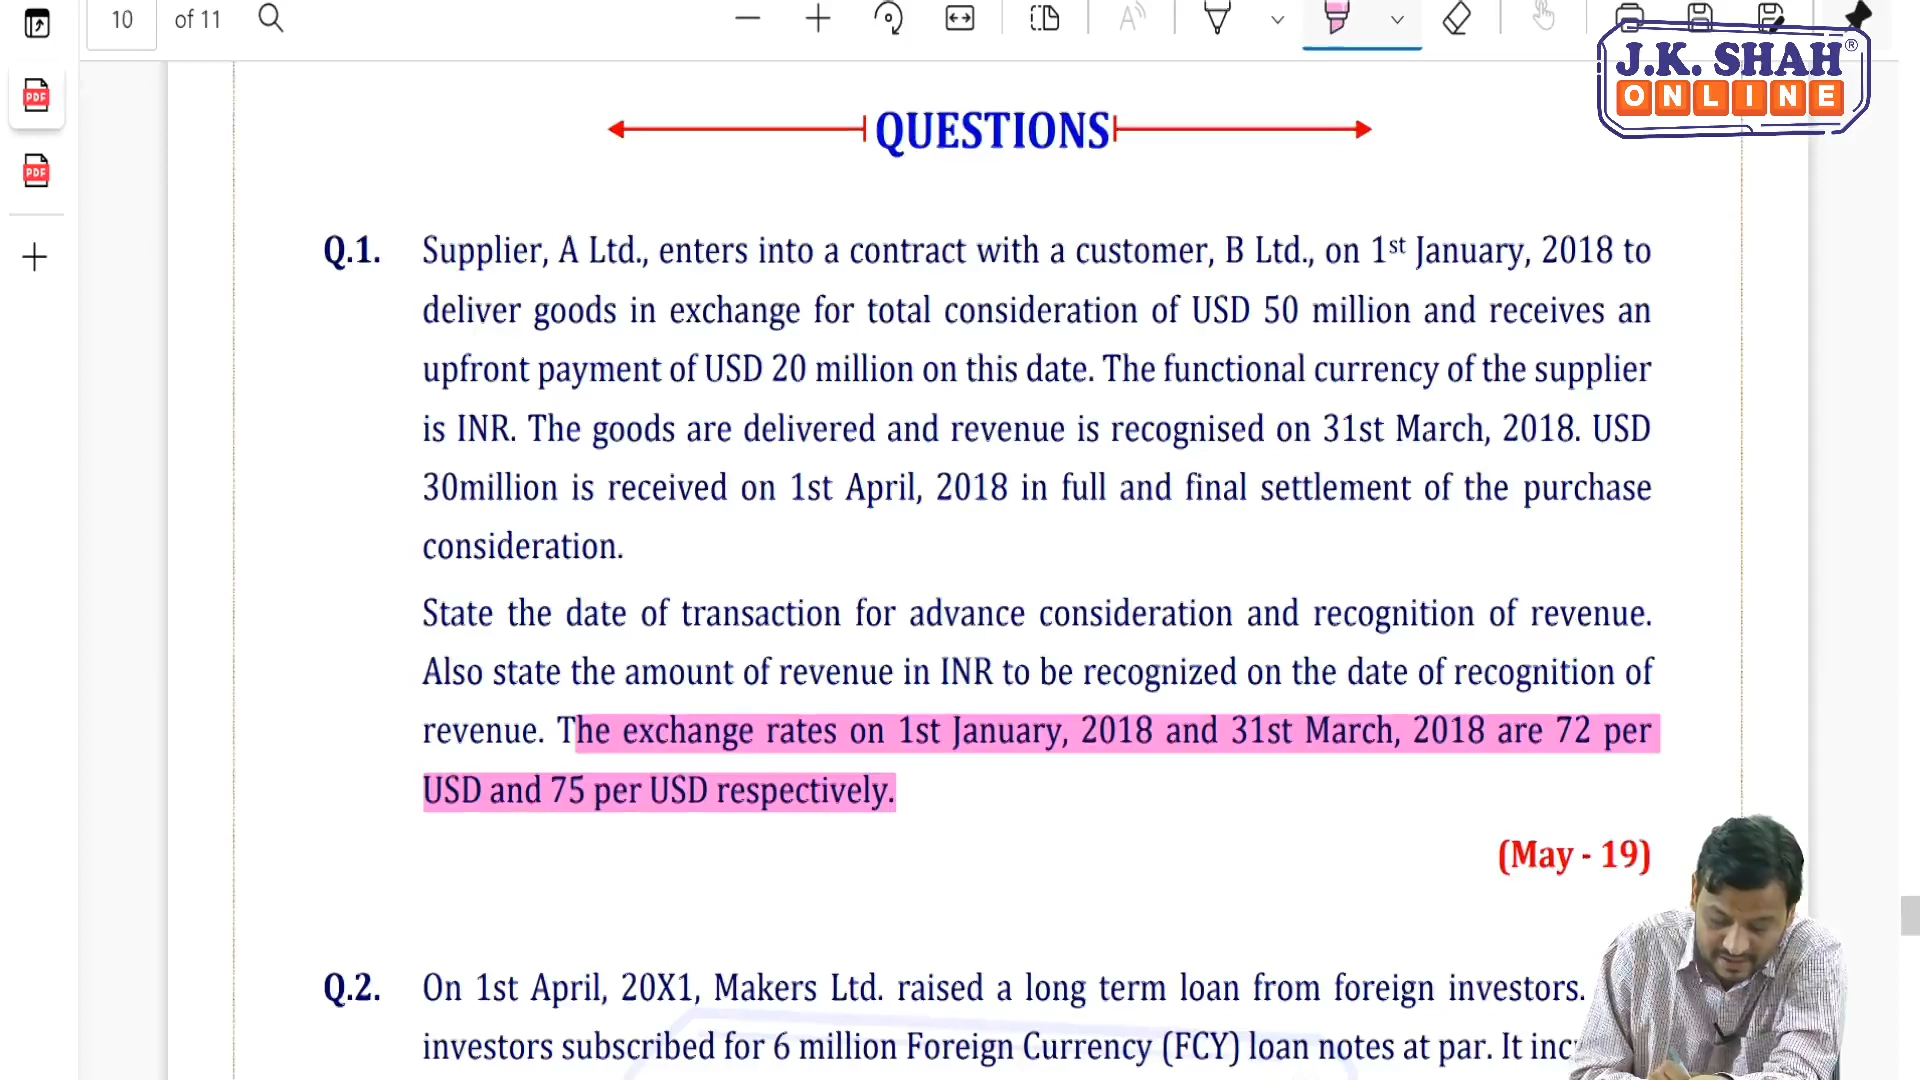 10 of 11
J.K. SHAH®
ONLINE
PDF
PDF
QUESTIONS
Q.1. Supplier, A Ltd., enters into a contract with a customer, B Ltd., on 1st January, 2018 to
deliver goods in exchange for total consideration of USD 50 million and receives an
upfront payment of USD 20 million on this date. The functional currency of the supplier
is INR. The goods are delivered and revenue is recognised on 31st March, 2018. USD
30million is received on 1st April, 2018 in full and final settlement of the purchase
consideration.
State the date of transaction for advance consideration and recognition of revenue.
Also state the amount of revenue in INR to be recognized on the date of recognition of
revenue. The exchange rates on 1st January, 2018 and 31st March, 2018 are 72 per
USD and 75 per USD respectively.
(May - 19)
Q.2. On 1st April, 20X1, Makers Ltd. raised a long term loan from foreign investors.
investors subscribed for 6 million Foreign Currency (FCY) loan notes at par. It